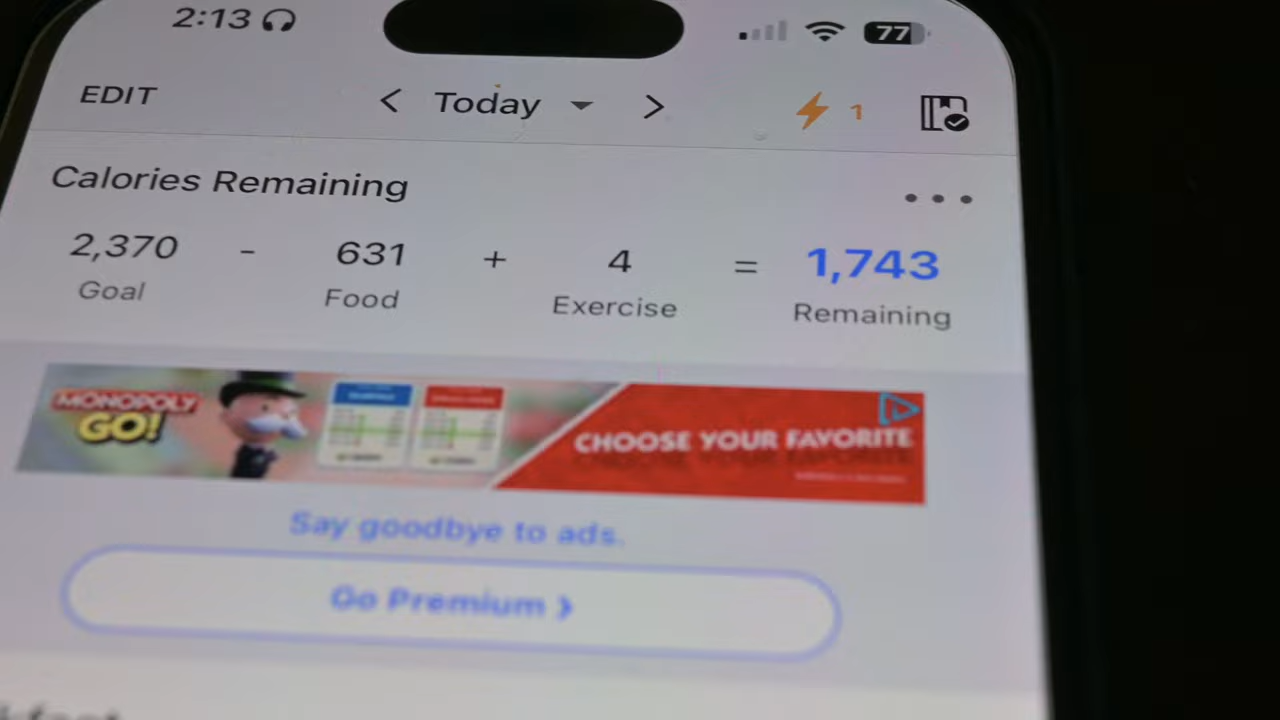 2:13 77
EDIT < Today > 1
Calories Remaining
2,370 - 631 + 4 = 1,743
Goal Food Exercise Remaining
MONOPOLY
GO!
CHOOSE YOUR FAVORITE
Say goodbye to ads.
Go Premium >